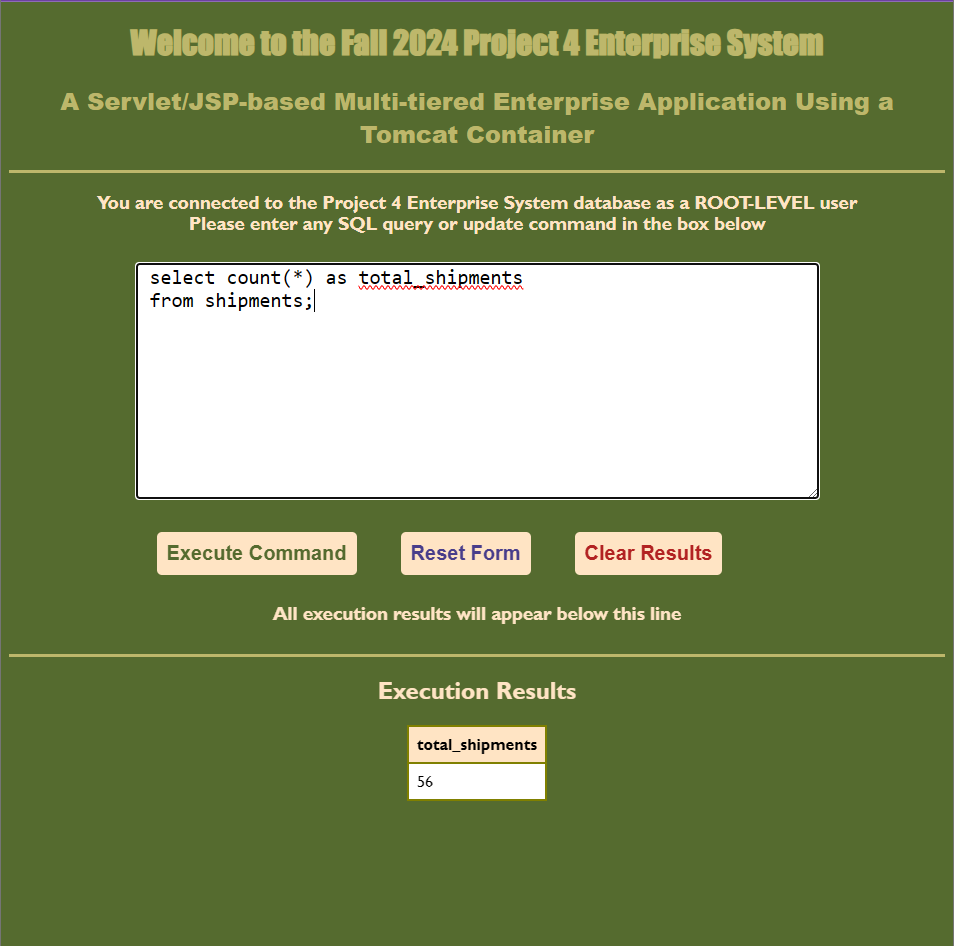 Welcome to the Fall 2024 Project 4 Enterprise System
A Servlet/JSP-based Multi-tiered Enterprise Application Using a
Tomcat Container
You are connected to the Project 4 Enterprise System database as a ROOT-LEVEL user
Please enter any SQL query or update command in the box below
select count(*) as total_shipments
from shipments;
Execute Command Reset Form Clear Results
All execution results will appear below this line
Execution Results
total_shipments
56